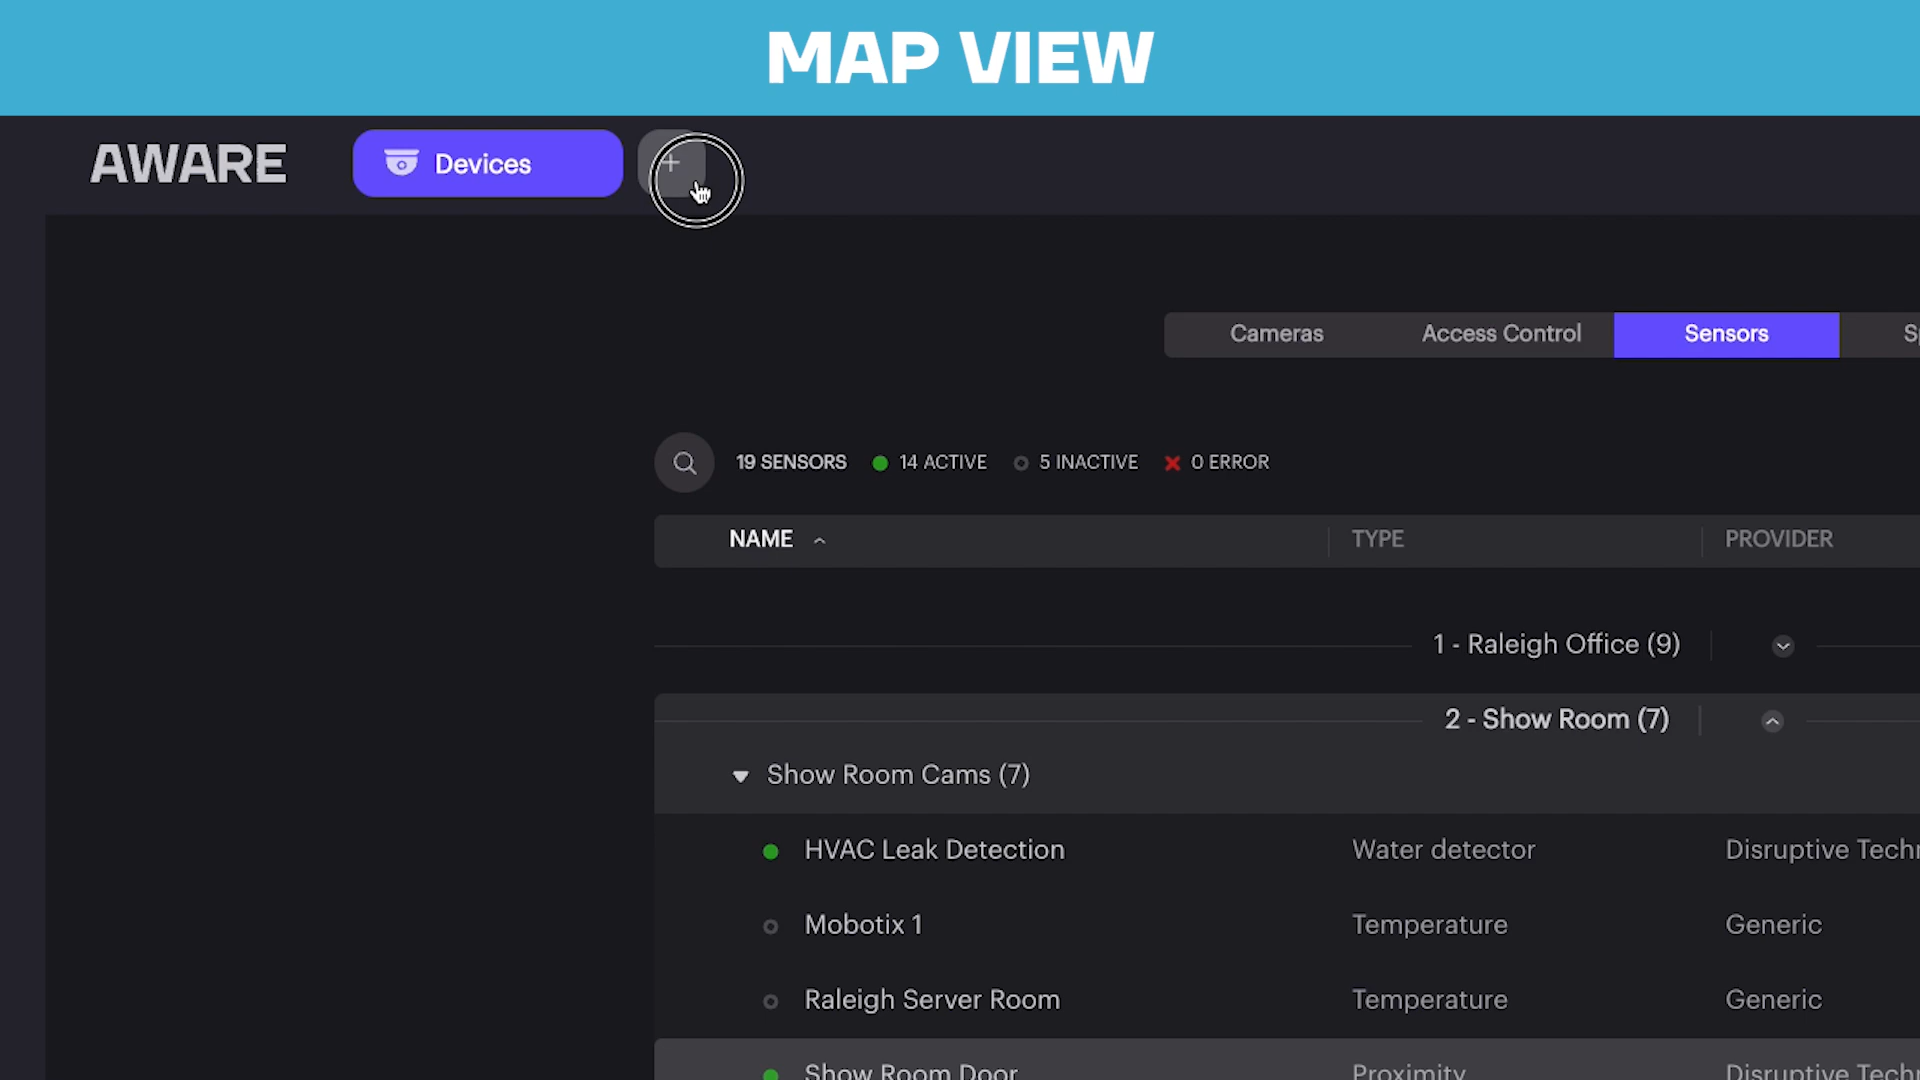 MAP VIEW
AWARE
Devices
+
Cameras Access Control Sensors
19 SENSORS 14 ACTIVE 5 INACTIVE 0 ERROR
NAME TYPE PROVIDER
1 - Raleigh Office (9)
2 - Show Room (7)
Show Room Cams (7)
HVAC Leak Detection Water detector Disruptive
Mobotix 1 Temperature Generic
Raleigh Server Room Temperature Generic
Show Room Door Proximity Disruptive